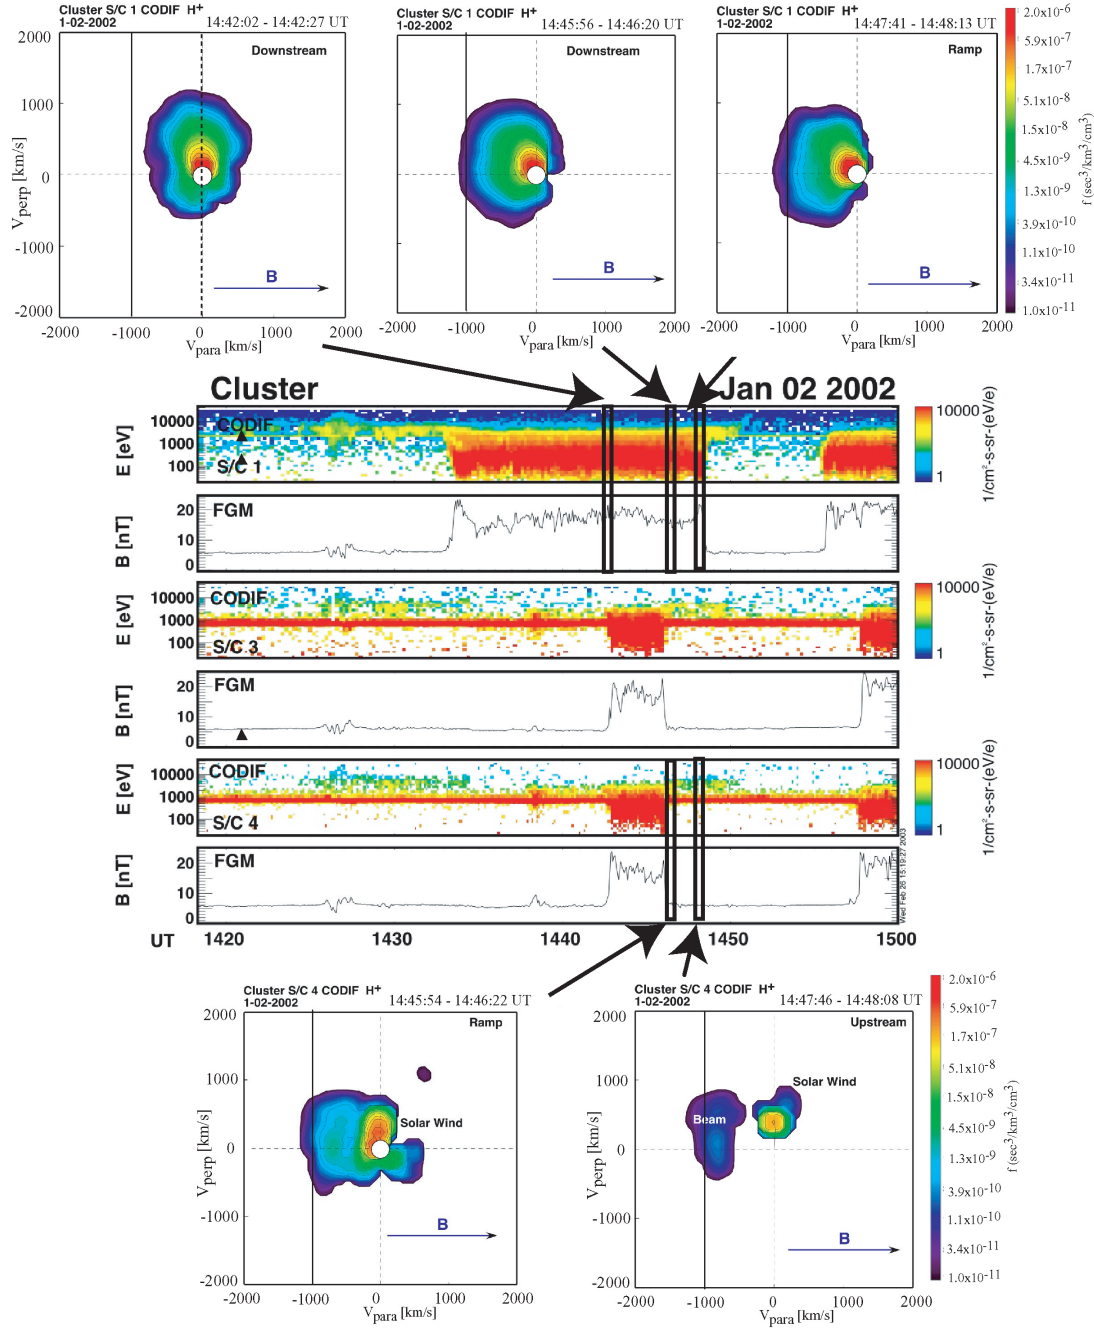 Cluster S/C 1 CODIF H+
1-02-2002 14:42:02 - 14:42:27 UT
Downstream
2000
1000
0
-1000
-2000
Vperp [km/s]
B
-2000 -1000 0 1000 2000
Vpara [km/s]
Cluster S/C 1 CODIF H+
1-02-2002 14:45:56 - 14:46:20 UT
Downstream
B
-2000 -1000 0 1000 2000
Vpara [km/s]
Cluster S/C 1 CODIF H+
1-02-2002 14:47:41 - 14:48:13 UT
Ramp
B
-2000 -1000 0 1000 2000
Vpara [km/s]
2.0x10-6
5.9x10-7
1.7x10-7
5.1x10-8
1.5x10-8
4.5x10-9
1.3x10-9
3.9x10-10
1.1x10-10
3.4x10-11
1.0x10-11
f (sec3/km3/cm3)
Cluster Jan 02 2002
E [eV]
10000
1000
100
CODIF
S/C 1
10000
1
1/cm2-s-sr-(eV/e)
B [nT]
20
10
0
FGM
E [eV]
10000
1000
100
CODIF
S/C 3
10000
1
1/cm2-s-sr-(eV/e)
B [nT]
20
10
0
FGM
E [eV]
10000
1000
100
CODIF
S/C 4
10000
1
1/cm2-s-sr-(eV/e)
B [nT]
20
10
0
FGM
Wed Feb 26 15:19:27 2003
UT 1420 1430 1440 1450 1500
Cluster S/C 4 CODIF H+
1-02-2002 14:45:54 - 14:46:22 UT
Ramp
2000
1000
0
-1000
-2000
Vperp [km/s]
Solar Wind
B
-2000 -1000 0 1000 2000
Vpara [km/s]
Cluster S/C 4 CODIF H+
1-02-2002 14:47:46 - 14:48:08 UT
Upstream
2000
1000
0
-1000
-2000
Vperp [km/s]
Solar Wind
Beam
B
-2000 -1000 0 1000 2000
Vpara [km/s]
2.0x10-6
5.9x10-7
1.7x10-7
5.1x10-8
1.5x10-8
4.5x10-9
1.3x10-9
3.9x10-10
1.1x10-10
3.4x10-11
1.0x10-11
f (sec3/km3/cm3)